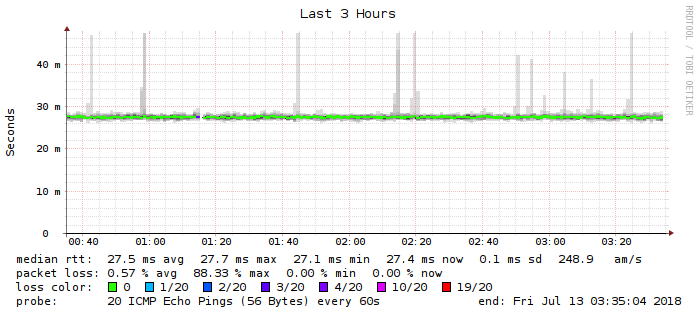 Last 3 Hours
RRDTOOL / TOBI OETIKER
Seconds
40 m
30 m
20 m
10 m
0
00:40 01:00 01:20 01:40 02:00 02:20 02:40 03:00 03:20
median rtt: 27.5 ms avg 27.7 ms max 27.1 ms min 27.4 ms now 0.1 ms sd 248.9 am/s
packet loss: 0.57 % avg 88.33 % max 0.00 % min 0.00 % now
loss color: 0 1/20 2/20 3/20 4/20 10/20 19/20
probe: 20 ICMP Echo Pings (56 Bytes) every 60s end: Fri Jul 13 03:35:04 2018